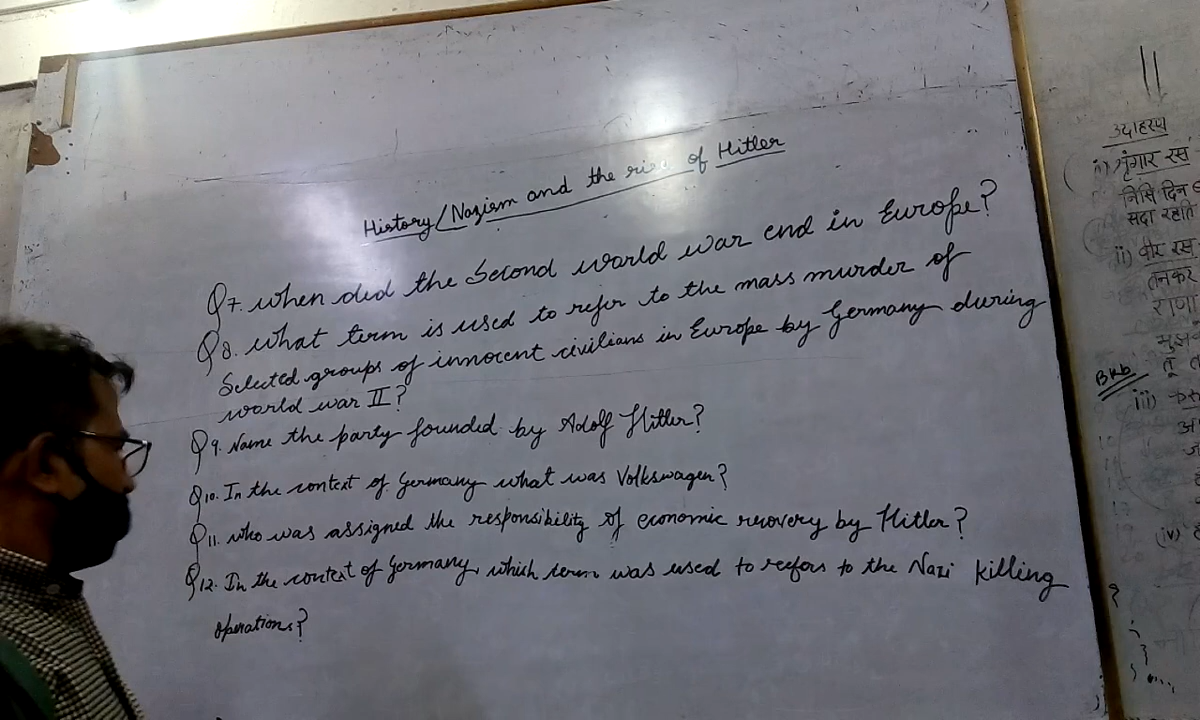 History/Nazism and the rise of Hitler
Q7. when did the Second world war end in Europe?
Q8. what term is used to refer to the mass murder of
Selected groups of innocent civilians in Europe by Germany during
world war II?
Q9. Name the party founded by Adolf Hitler?
Q10. In the context of Germany what was Volkswagen?
Q11. who was assigned the responsibility of economic recovery by Hitler?
Q12. In the context of Germany, which term was used to reefors to the Nazi killing
operations?
||
उदाहरण
i) श्रृंगार रस
निसि दिन
सदा रहति
ii) वीर रस
तनकर
राणा
तू
iii)
(iv)